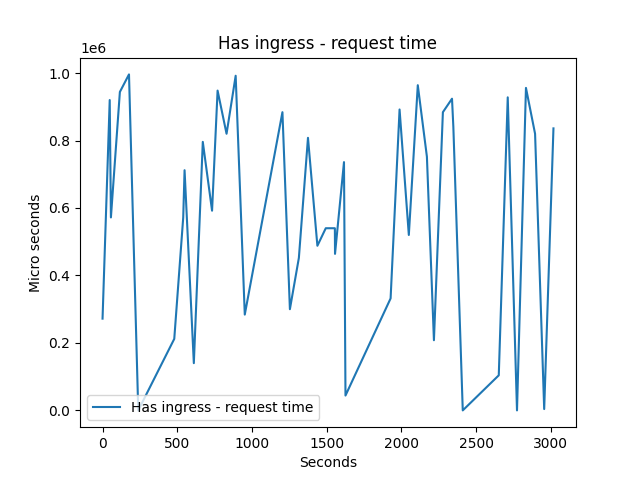 Has ingress - request time
1e6
1.0
0.8
0.6
0.4
0.2
0.0
Micro seconds
Has ingress - request time
0 500 1000 1500 2000 2500 3000
Seconds